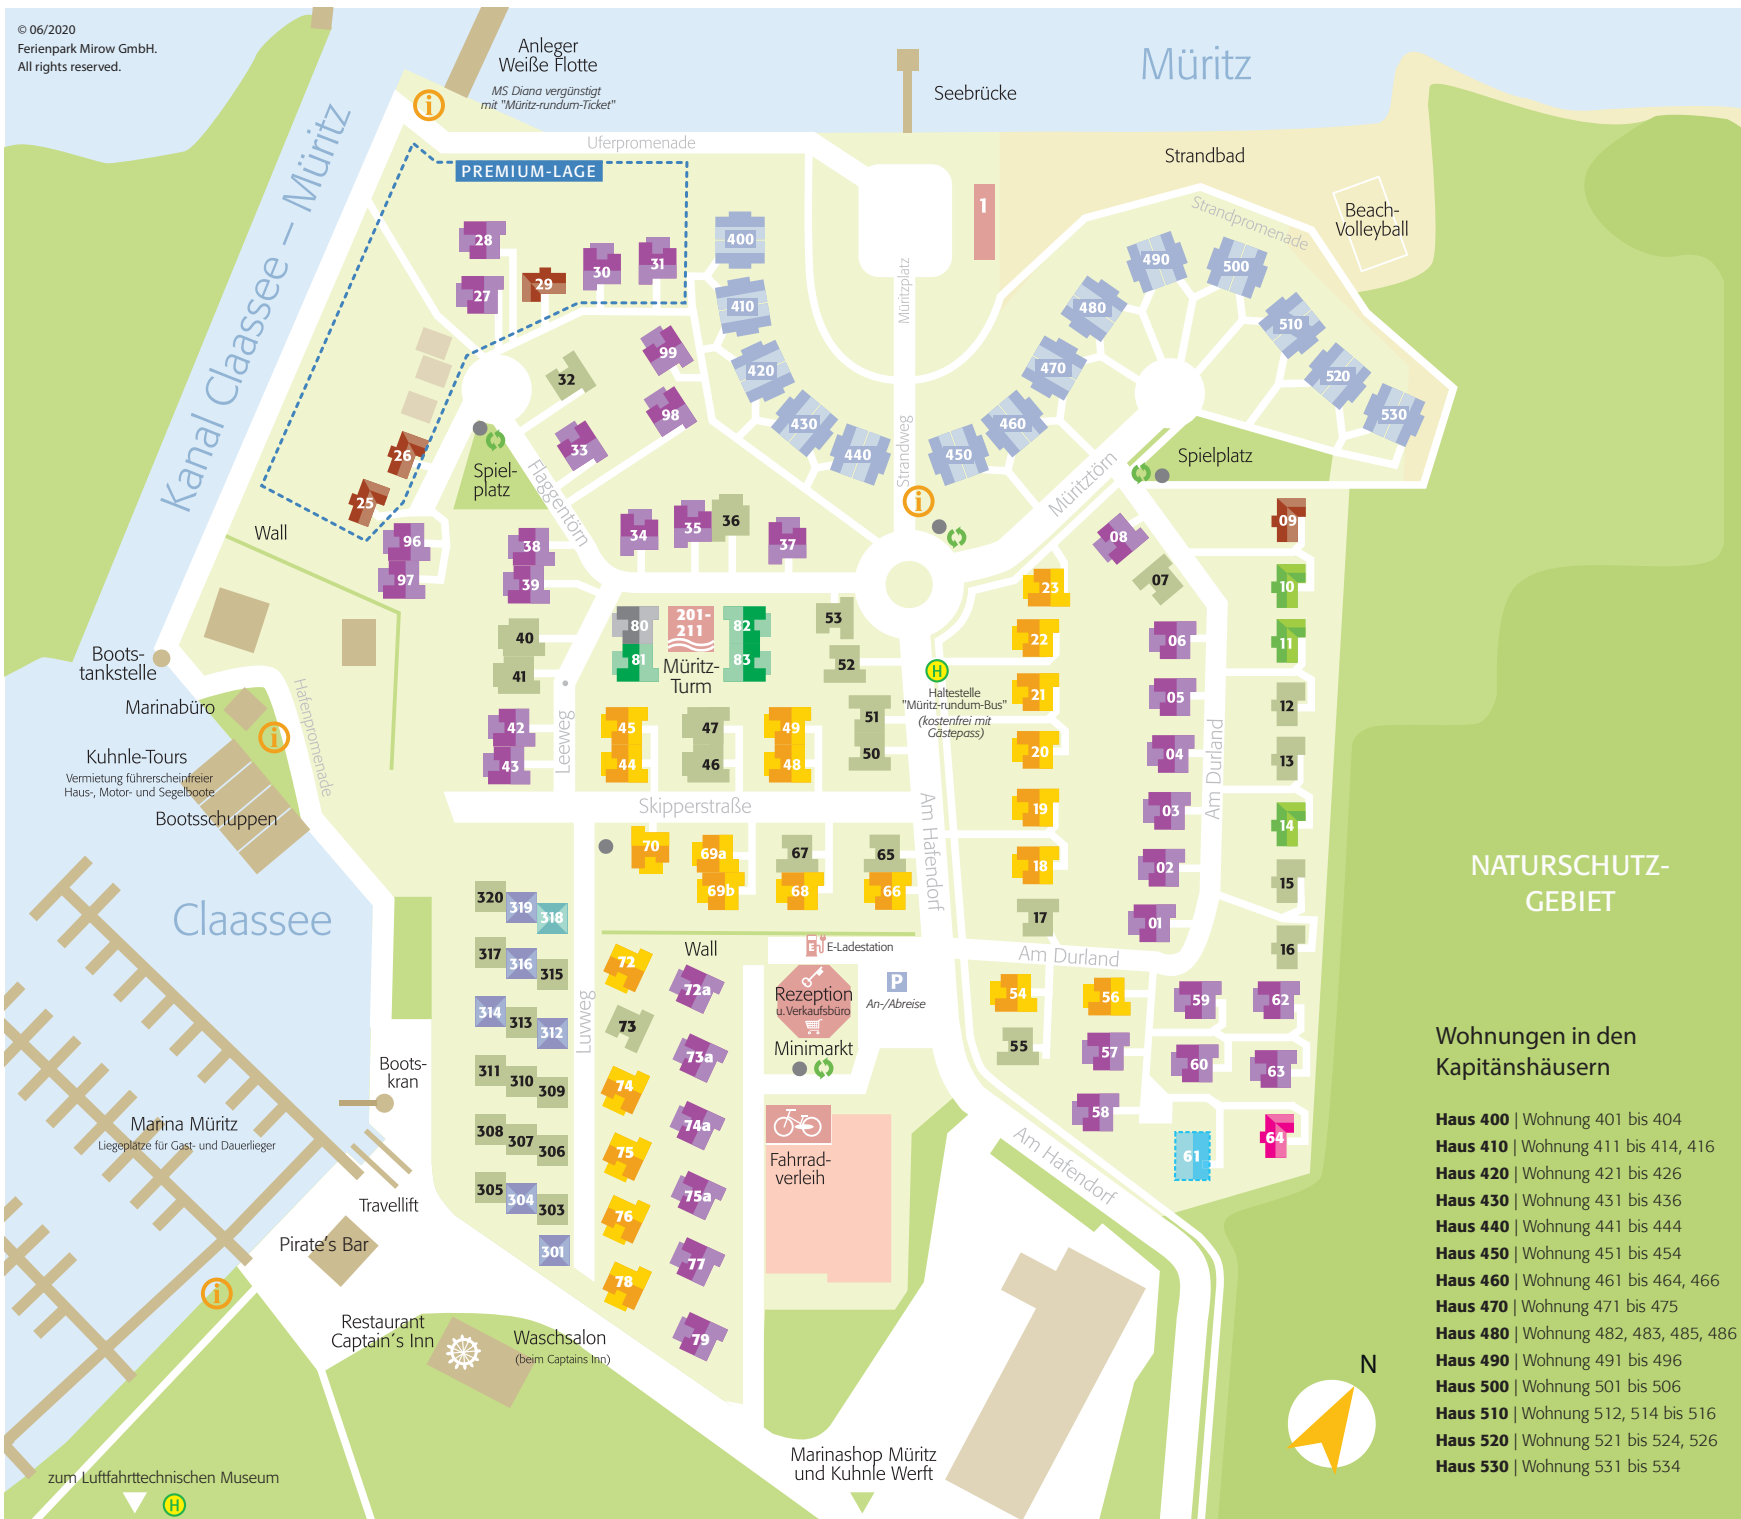 © 06/2020
Ferienpark Mirow GmbH.
All rights reserved.
Anleger
Weiße Flotte
MS Diana vergünstigt
mit "Müritz-rundum-Ticket"
Müritz
Seebrücke
Uferpromenade
PREMIUM-LAGE
Strandbad
Beach-
Volleyball
Strandpromenade
Kanal Claassee – Müritz
Müritzplatz
1
28
27
29
30
31
400
410
420
430
440
450
460
470
480
490
500
510
520
530
99
98
32
33
26
25
Spiel-
platz
Flaggentörn
Strandweg
Müritztörn
Spielplatz
Wall
96
97
38
39
34
35
36
37
08
07
09
10
11
12
13
14
15
16
23
22
21
20
19
18
17
06
05
04
03
02
01
Am Durland
40
41
42
43
80
81
201-
211
82
83
Müritz-
Turm
53
52
51
50
Haltestelle
"Müritz-rundum-Bus"
(kostenfrei mit
Gästepass)
H
45
44
47
46
49
48
Leeweg
Boots-
tankstelle
Marinabüro
Hafenpromenade
Kuhnle-Tours
Vermietung führerscheinfreier
Haus-, Motor- und Segelboote
Bootsschuppen
Skipperstraße
Am Hafendorf
70
69a
69b
67
68
65
66
Claassee
320
319
318
317
316
315
314
313
312
311
310
309
308
307
306
305
304
303
301
Luvweg
Wall
72
73
74
75
76
78
72a
73a
74a
75a
77
79
E-Ladestation
Rezeption
u. Verkaufsbüro
Minimarkt
P
An-/Abreise
Am Durland
54
55
56
57
58
59
60
61
62
63
64
Am Hafendorf
Fahrrad-
verleih
Boots-
kran
Marina Müritz
Liegeplätze für Gast- und Dauerlieger
Travellift
Pirate's Bar
Restaurant
Captain´s Inn
Waschsalon
(beim Captains Inn)
zum Luftfahrttechnischen Museum
H
Marinashop Müritz
und Kuhnle Werft
NATURSCHUTZ-
GEBIET
N
Wohnungen in den
Kapitänshäusern
Haus 400 | Wohnung 401 bis 404
Haus 410 | Wohnung 411 bis 414, 416
Haus 420 | Wohnung 421 bis 426
Haus 430 | Wohnung 431 bis 436
Haus 440 | Wohnung 441 bis 444
Haus 450 | Wohnung 451 bis 454
Haus 460 | Wohnung 461 bis 464, 466
Haus 470 | Wohnung 471 bis 475
Haus 480 | Wohnung 482, 483, 485, 486
Haus 490 | Wohnung 491 bis 496
Haus 500 | Wohnung 501 bis 506
Haus 510 | Wohnung 512, 514 bis 516
Haus 520 | Wohnung 521 bis 524, 526
Haus 530 | Wohnung 531 bis 534